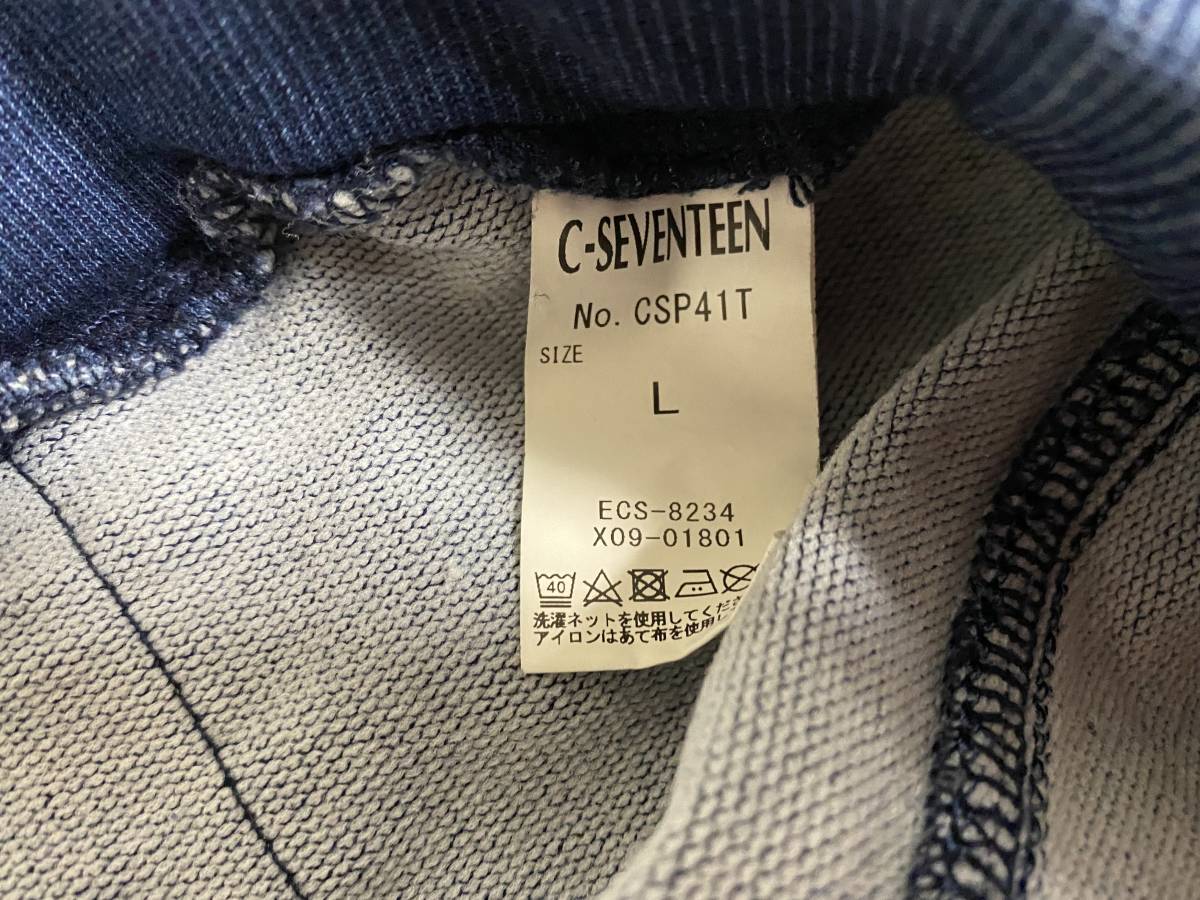 C-SEVENTEEN
No. CSP41T
SIZE
L
ECS-8234
X09-01801
40
洗濯ネットを使用してくださ
アイロンはあて布を使用